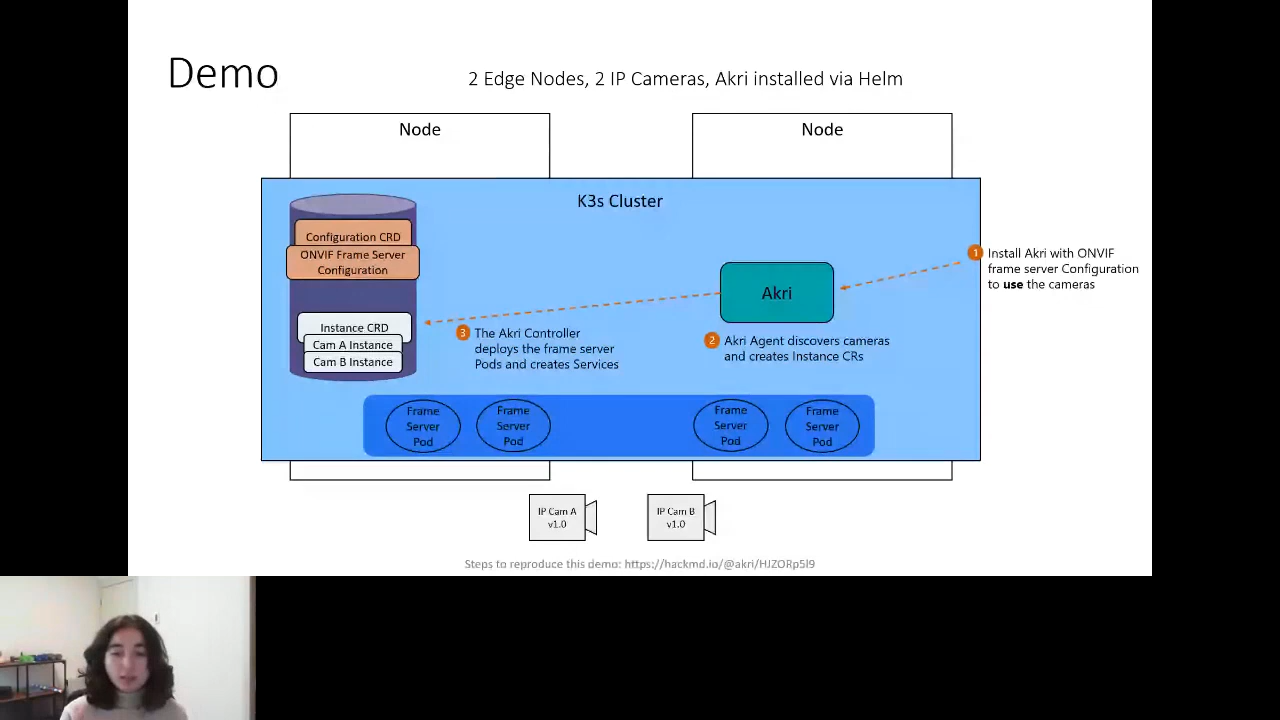 Demo
2 Edge Nodes, 2 IP Cameras, Akri installed via Helm
Node
Node
K3s Cluster
Configuration CRD
ONVIF Frame Server
Configuration
Instance CRD
Cam A Instance
Cam B Instance
3 The Akri Controller
deploys the frame server
Pods and creates Services
Akri
2 Akri Agent discovers cameras
and creates Instance CRs
1 Install Akri with ONVIF
frame server Configuration
to use the cameras
Frame
Server
Pod
Frame
Server
Pod
Frame
Server
Pod
Frame
Server
Pod
IP Cam A
v1.0
IP Cam B
v1.0
Steps to reproduce this demo: https://hackmd.io/@akri/HJZORp5l9